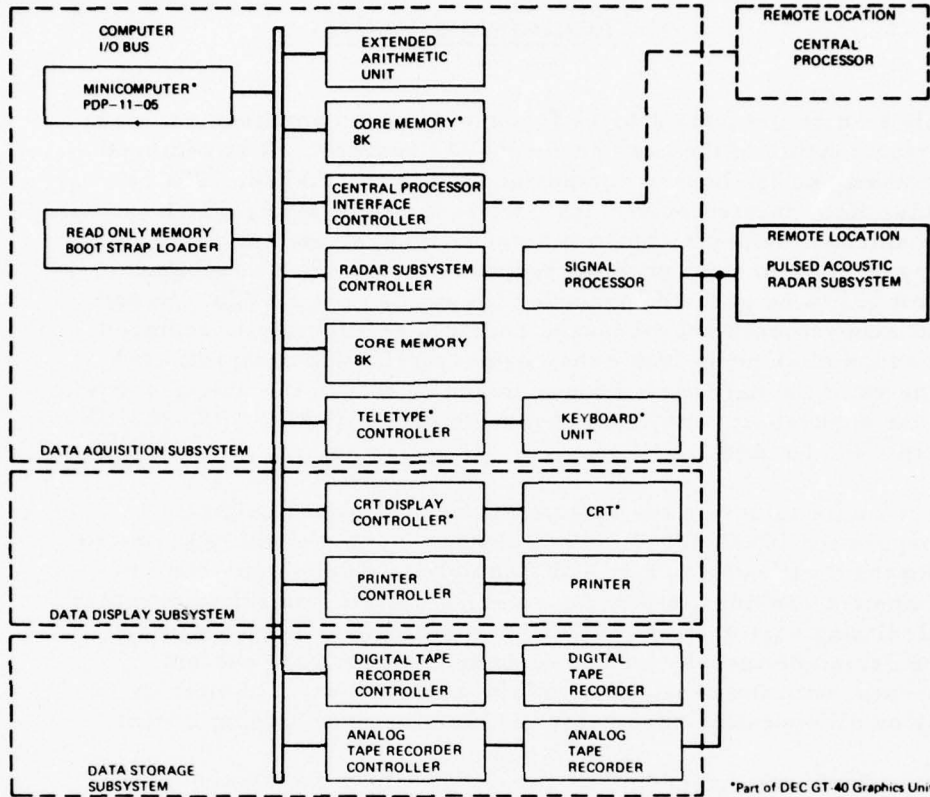 COMPUTER
I/O BUS
MINICOMPUTER*
PDP-11-05
READ ONLY MEMORY
BOOT STRAP LOADER
EXTENDED
ARITHMETIC
UNIT
CORE MEMORY*
8K
CENTRAL PROCESSOR
INTERFACE
CONTROLLER
RADAR SUBSYSTEM
CONTROLLER
SIGNAL
PROCESSOR
CORE MEMORY
8K
TELETYPE*
CONTROLLER
KEYBOARD*
UNIT
DATA AQUISITION SUBSYSTEM
REMOTE LOCATION
CENTRAL
PROCESSOR
REMOTE LOCATION
PULSED ACOUSTIC
RADAR SUBSYSTEM
CRT DISPLAY
CONTROLLER*
CRT*
PRINTER
CONTROLLER
PRINTER
DATA DISPLAY SUBSYSTEM
DIGITAL TAPE
RECORDER
CONTROLLER
DIGITAL
TAPE
RECORDER
ANALOG
TAPE RECORDER
CONTROLLER
ANALOG
TAPE
RECORDER
DATA STORAGE
SUBSYSTEM
*Part of DEC GT-40 Graphics Uni